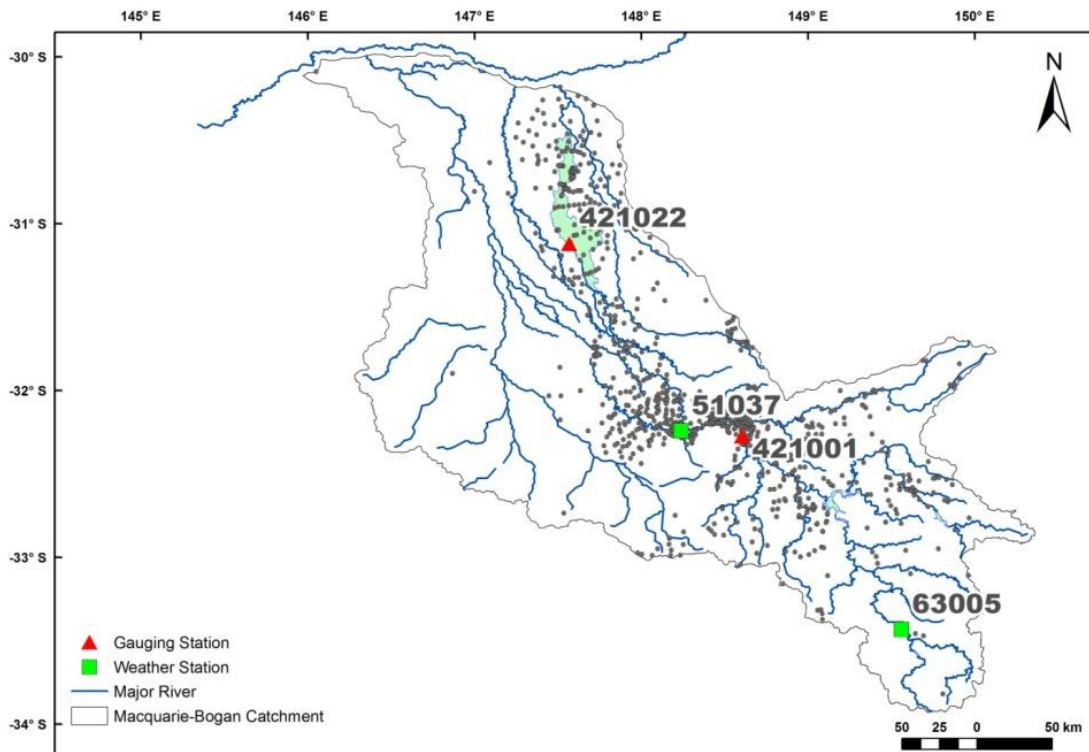 145° E 146° E 147° E 148° E 149° E 150° E
-30° S
N
-31° S
421022
-32° S
51037
421001
-33° S
63005
Gauging Station
Weather Station
Major River
Macquarie-Bogan Catchment
-34° S
50 25 0 50 km